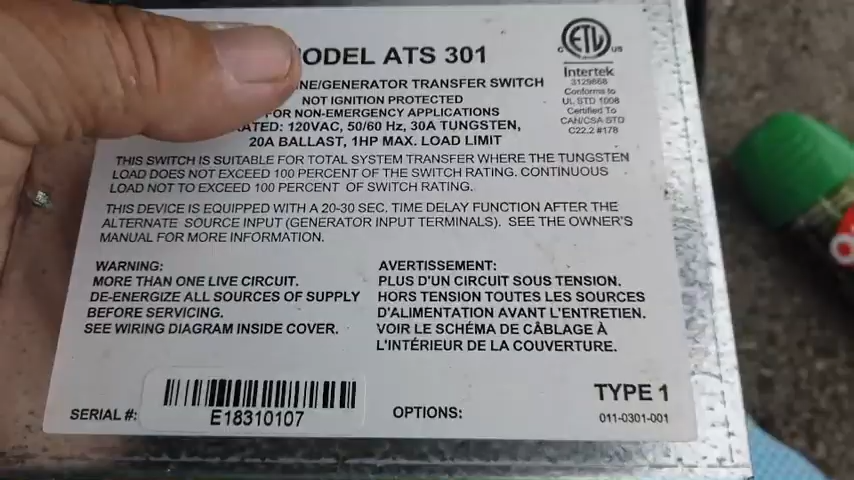 ODEL ATS 301
INE/GENERATOR TRANSFER SWITCH
NOT IGNITION PROTECTED
FOR NON-EMERGENCY APPLICATIONS
ATED: 120VAC, 50/60 Hz, 30A TUNGSTEN,
20A BALLAST, 1HP MAX. LOAD LIMIT
C ETL US
Intertek
3129868
Conforms to
UL STD 1008
Certified To
CAN/CSA STD
C22.2 #178
THIS SWITCH IS SUITABLE FOR TOTAL SYSTEM TRANSFER WHERE THE TUNGSTEN
LOAD DOES NOT EXCEED 100 PERCENT OF THE SWITCH RATING. CONTINUOUS
LOAD NOT TO EXCEED 100 PERCENT OF SWITCH RATING.
THIS DEVICE IS EQUIPPED WITH A 20-30 SEC. TIME DELAY FUNCTION AFTER THE
ALTERNATE SOURCE INPUT (GENERATOR INPUT TERMINALS). SEE THE OWNER'S
MANUAL FOR MORE INFORMATION.
WARNING:
MORE THAN ONE LIVE CIRCUIT.
DE-ENERGIZE ALL SOURCES OF SUPPLY
BEFORE SERVICING.
SEE WIRING DIAGRAM INSIDE COVER.
AVERTISSEMENT:
PLUS D'UN CIRCUIT SOUS TENSION.
HORS TENSION TOUTES LES SOURCES
D'ALIMENTATION AVANT L'ENTRETIEN.
VOIR LE SCHÉMA DE CÂBLAGE À
L'INTÉRIEUR DE LA COUVERTURE.
SERIAL #:
E18310107
OPTIONS:
TYPE 1
011-0301-001